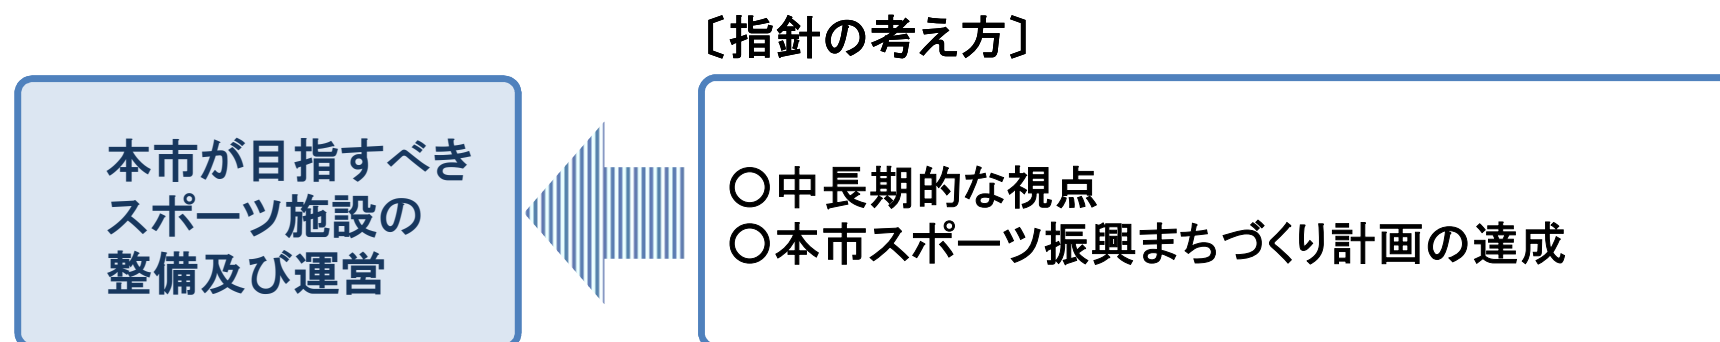 〔指針の考え方〕
本市が目指すべき
スポーツ施設の
整備及び運営
○中長期的な視点
○本市スポーツ振興まちづくり計画の達成